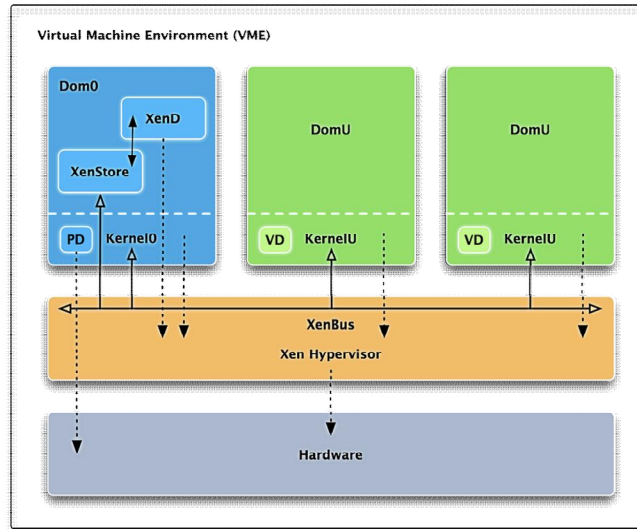 Virtual Machine Environment (VME)
Dom0
XenD
XenStore
PD
Kernel0
DomU
VD
KernelU
DomU
VD
KernelU
XenBus
Xen Hypervisor
Hardware